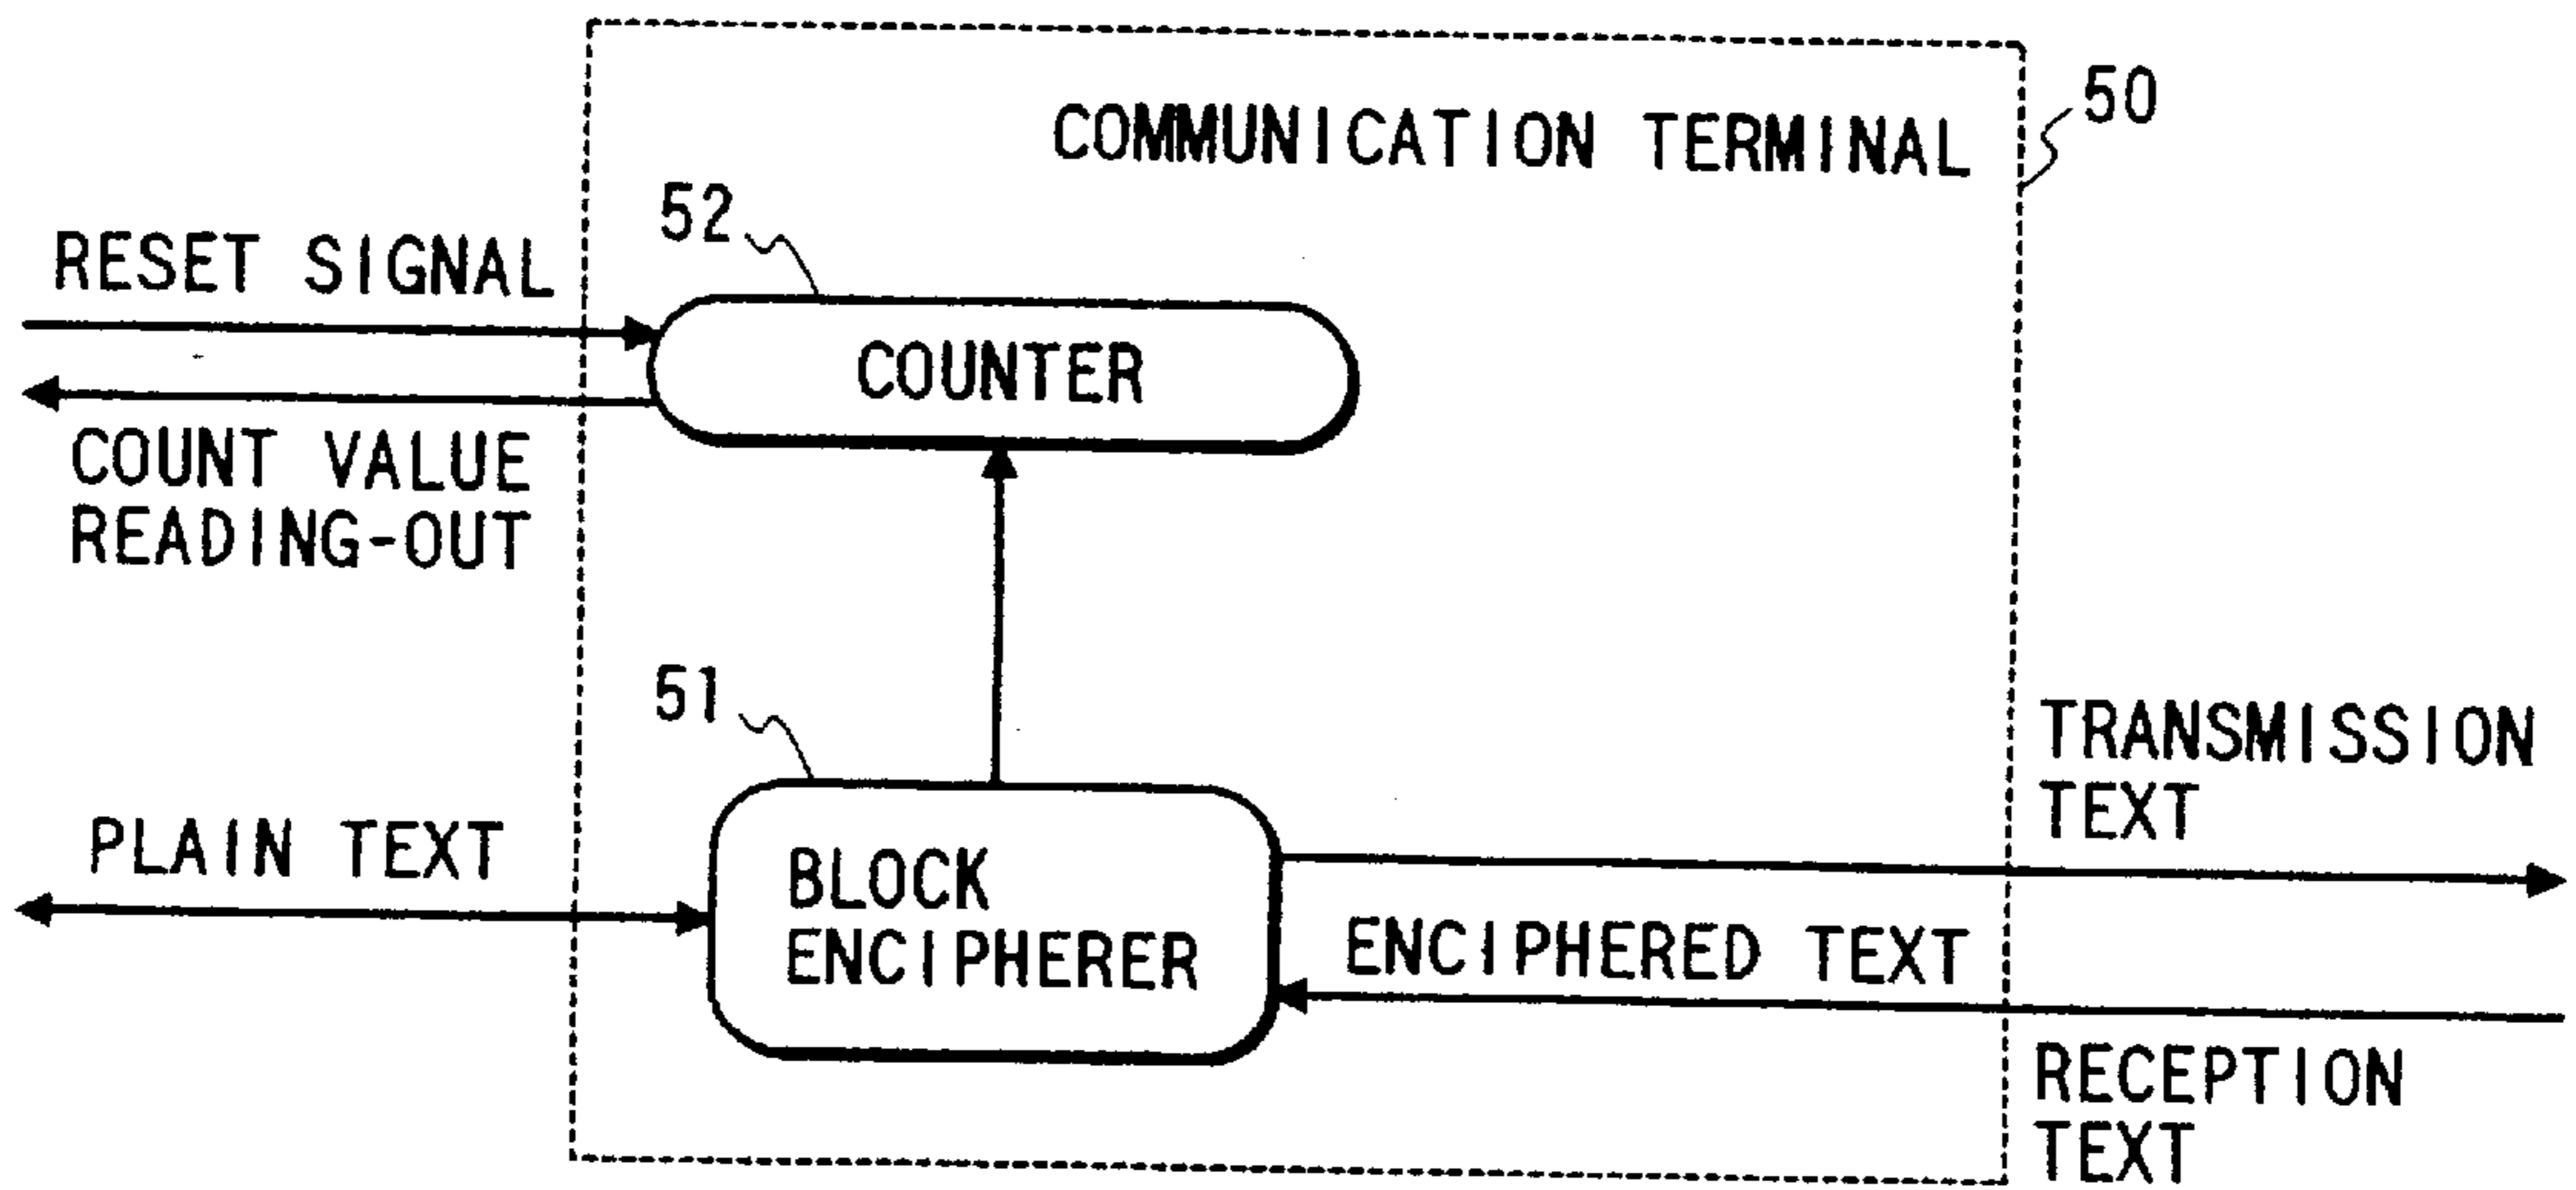 COMMUNICATION TERMINAL
50
52
RESET SIGNAL
COUNTER
COUNT VALUE
READING-OUT
51
TRANSMISSION
TEXT
PLAIN TEXT
BLOCK
ENCIPHERER
ENCIPHERED TEXT
RECEPTION
TEXT